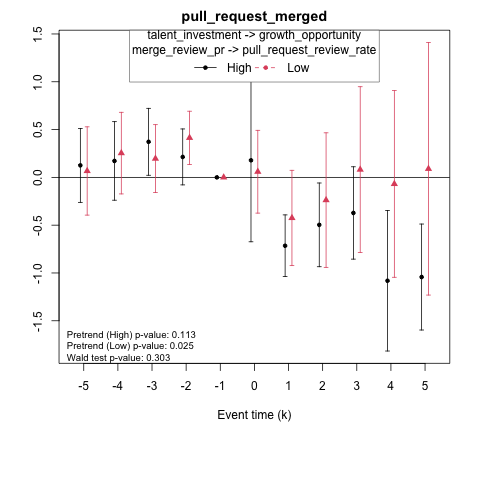 pull_request_merged
talent_investment -> growth_opportunity
merge_review_pr -> pull_request_review_rate
High Low
1.5
1.0
0.5
0.0
-0.5
-1.0
-1.5
Pretrend (High) p-value: 0.113
Pretrend (Low) p-value: 0.025
Wald test p-value: 0.303
-5 -4 -3 -2 -1 0 1 2 3 4 5
Event time (k)